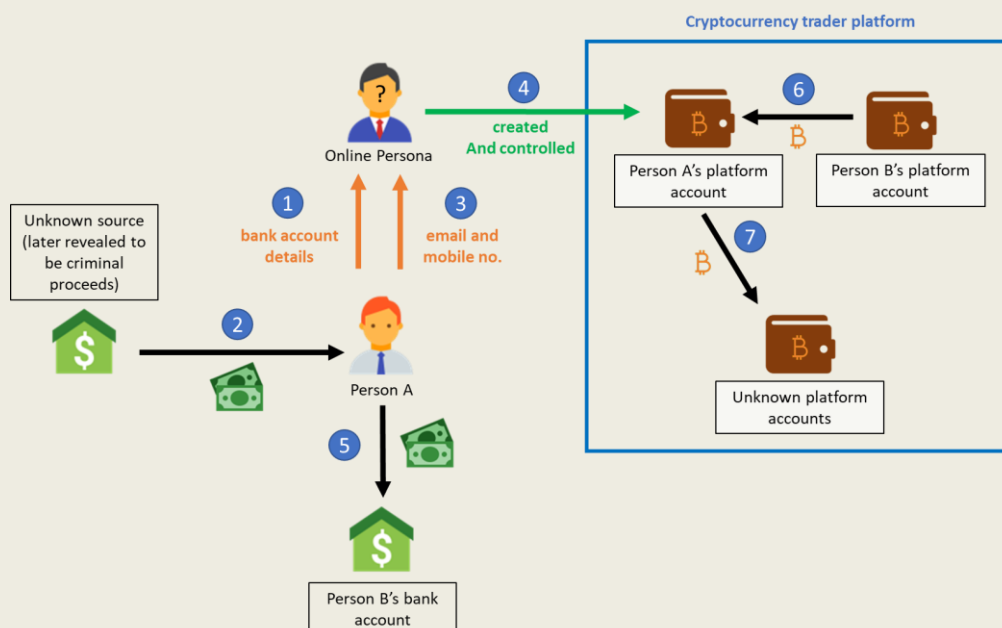 Cryptocurrency trader platform
?
Online Persona
4
created
And controlled
6
Person A's platform
account
Person B's platform
account
1
bank account
details
3
email and
mobile no.
7
Unknown source
(later revealed to
be criminal
proceeds)
$
2
Person A
Unknown platform
accounts
5
$
Person B's bank
account